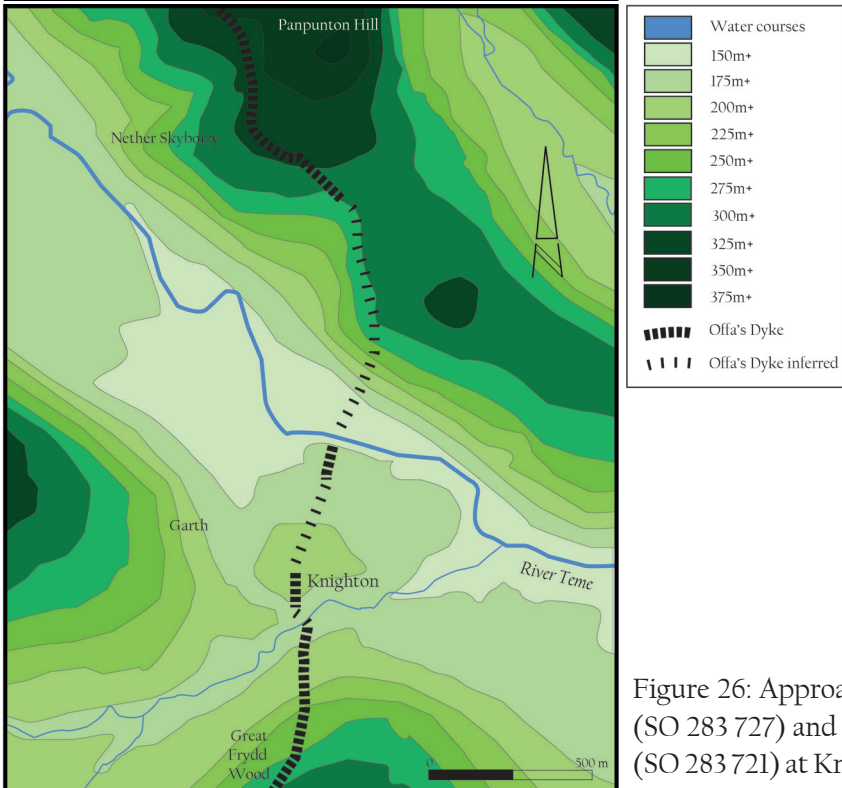 Panpunton Hill
Nether Skyborry
Garth
Knighton
River Teme
Great
Frydd
Wood
0 500 m
N
Water courses
150m+
175m+
200m+
225m+
250m+
275m+
300m+
325m+
350m+
375m+
Offa's Dyke
Offa's Dyke inferred
Figure 26: Approa
(SO 283 727) and
(SO 283 721) at Kn